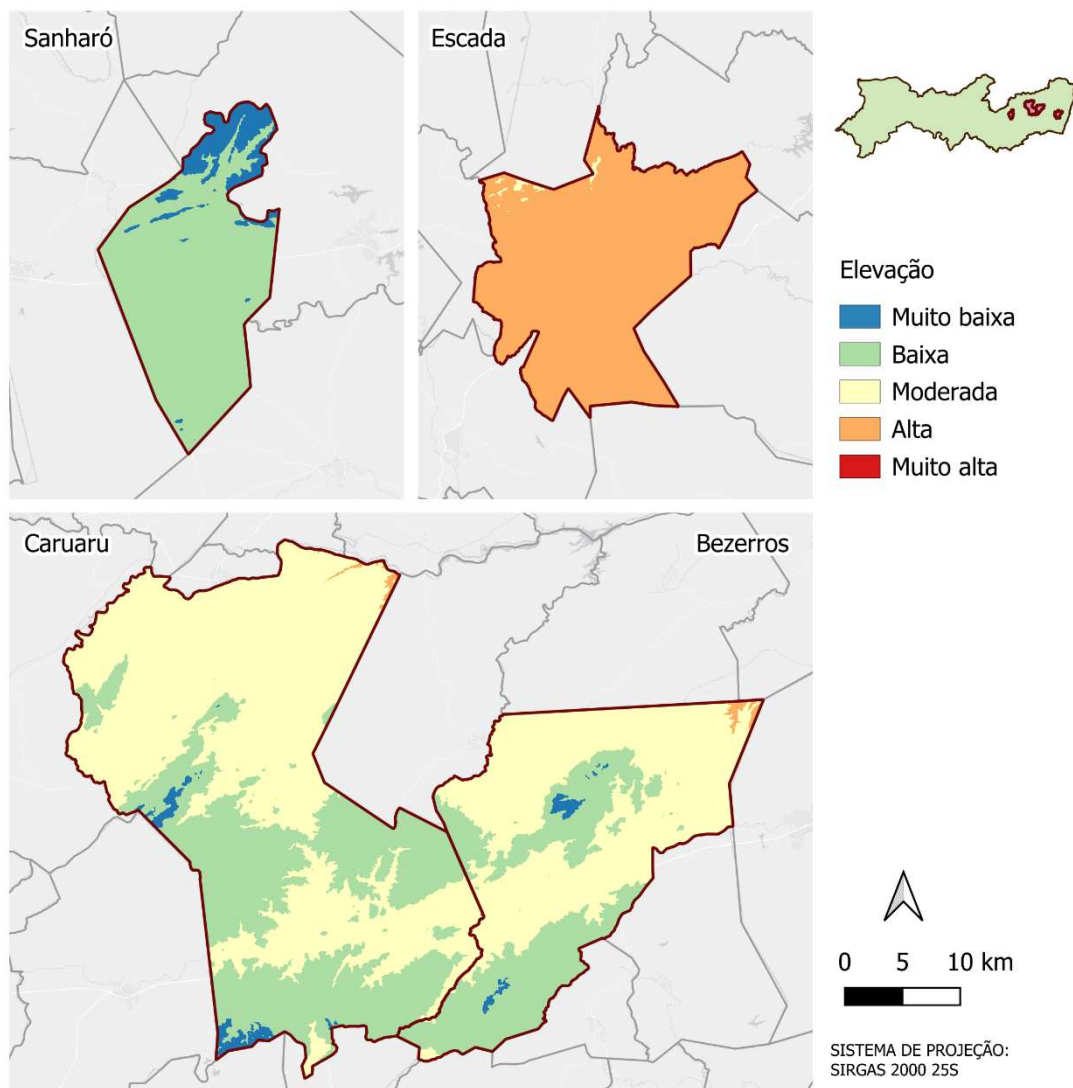 Sanharó
Escada
Elevação
Muito baixa
Baixa
Moderada
Alta
Muito alta
Caruaru
Bezerros
0 5 10 km
SISTEMA DE PROJEÇÃO:
SIRGAS 2000 25S